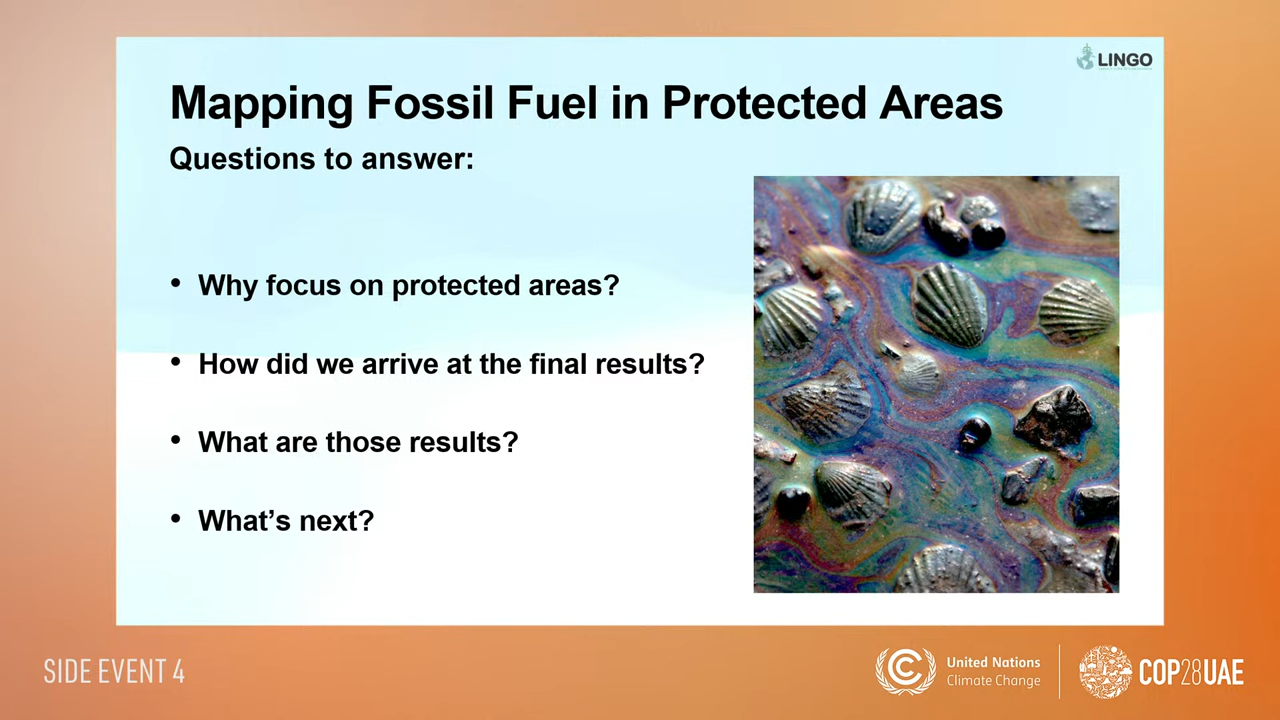 LINGO
Mapping Fossil Fuel in Protected Areas
Questions to answer:
• Why focus on protected areas?
• How did we arrive at the final results?
• What are those results?
• What's next?
SIDE EVENT 4
United Nations
Climate Change
COP28UAE